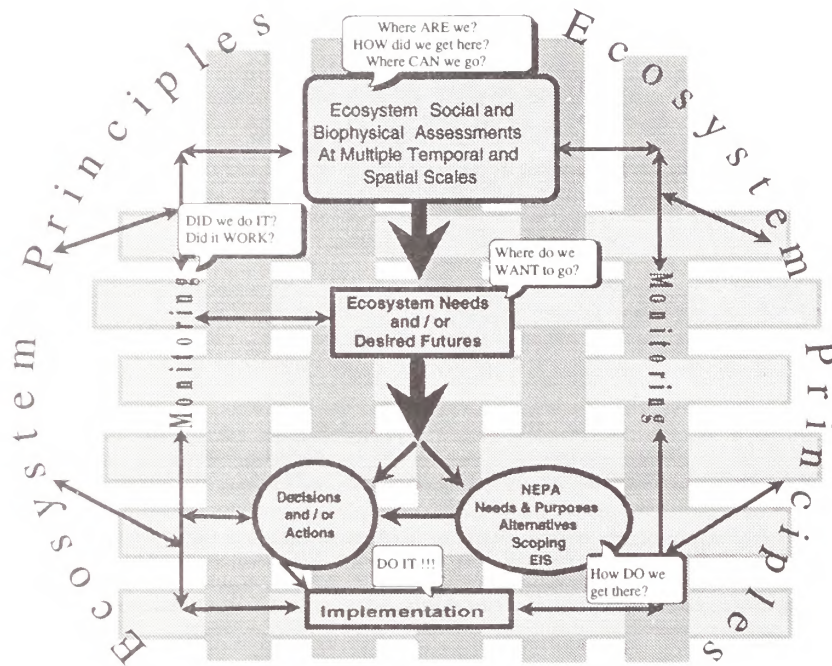 Ecosystem Principles
Ecosystem Principles
Where ARE we?
HOW did we get here?
Where CAN we go?
Ecosystem Social and
Biophysical Assessments
At Multiple Temporal and
Spatial Scales
DID we do IT?
Did it WORK?
Where do we
WANT to go?
Monitoring
Monitoring
Ecosystem Needs
and / or
Desired Futures
Decisions
and / or
Actions
NEPA
Needs & Purposes
Alternatives
Scoping
EIS
DO IT !!!
How DO we
get there?
Implementation